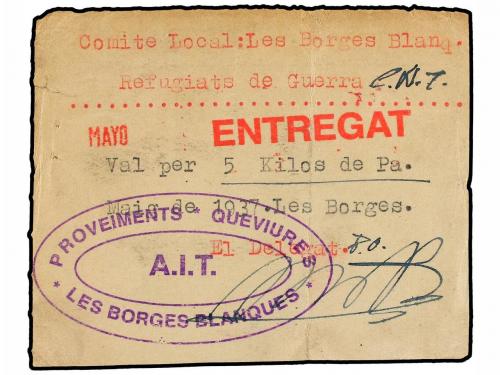 Comite Local:Les Borges Blanq.
Refugiats de Guerra C.N.T.
MAYO ENTREGAT
Val per 5 Kilos de Pa.
Maig de 1937.Les Borges.
El Delegat. P.O.
PROVEIMENTS * QUEVIURES *
A.I.T.
* LES BORGES BLANQUES *